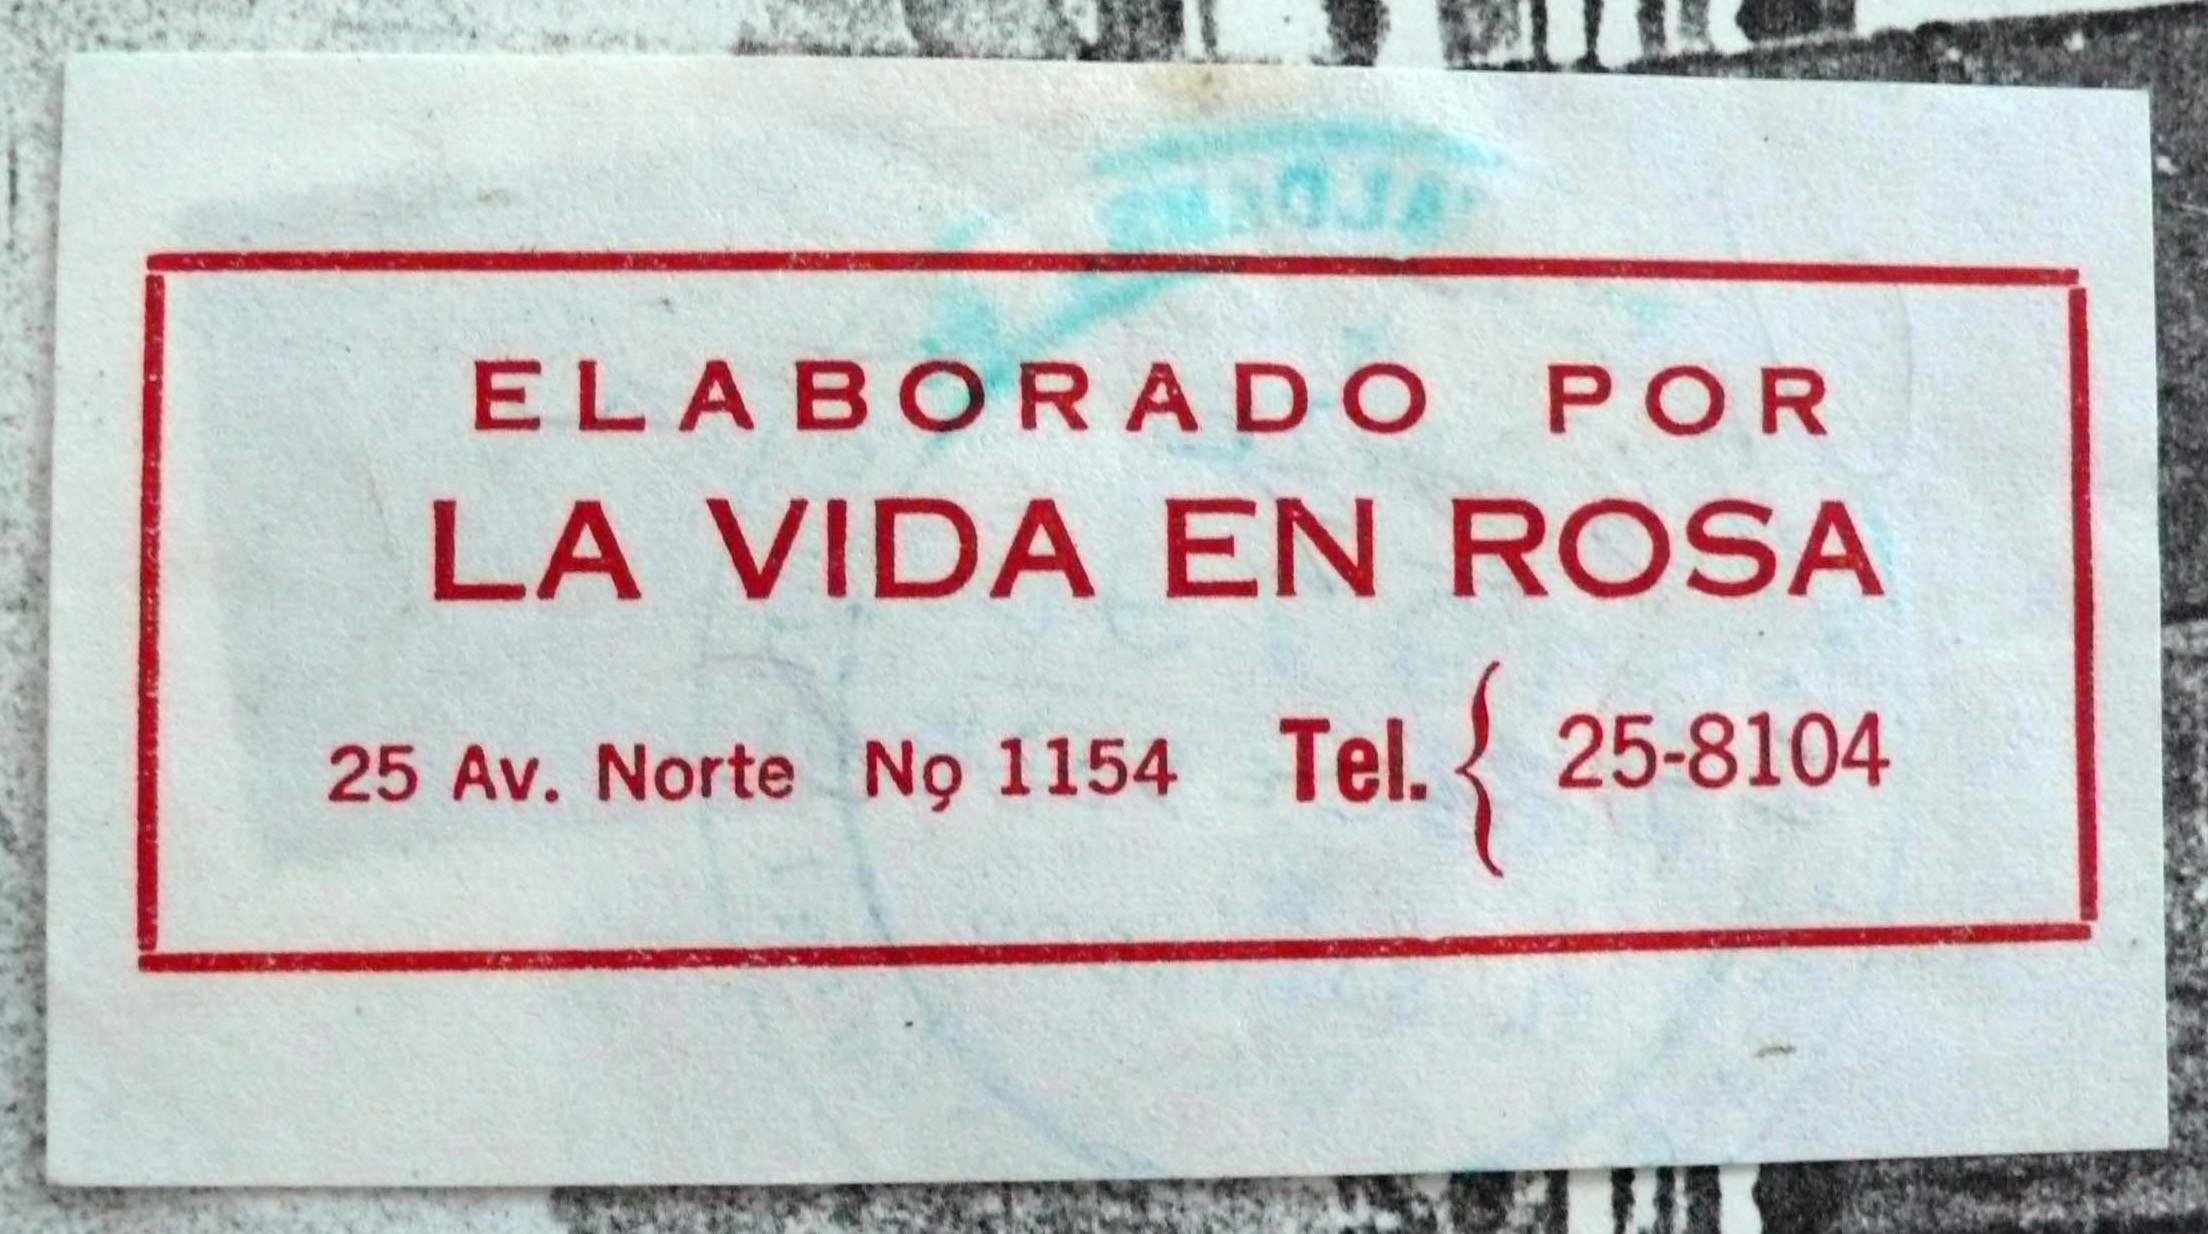 ELABORADO POR
LA VIDA EN ROSA
25 Av. Norte Nº 1154 Tel. { 25-8104